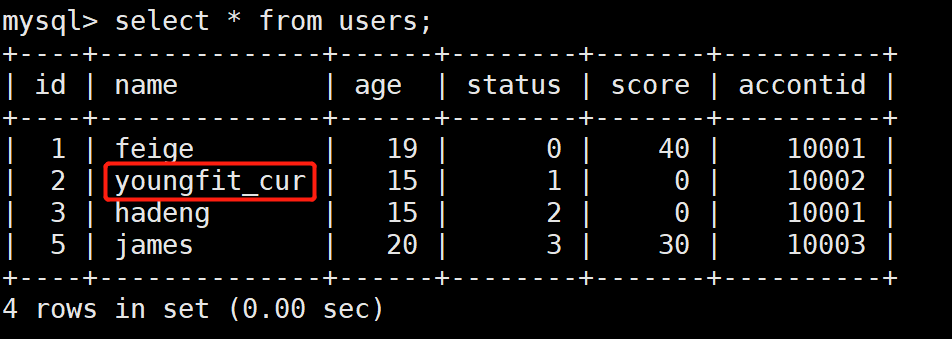 mysql> select * from users;
+----+--------------+------+--------+-------+----------+
| id | name         | age  | status | score | accontid |
+----+--------------+------+--------+-------+----------+
|  1 | feige        |   19 |      0 |    40 |    10001 |
|  2 | youngfit_cur |   15 |      1 |     0 |    10002 |
|  3 | hadeng       |   15 |      2 |     0 |    10001 |
|  5 | james        |   20 |      3 |    30 |    10003 |
+----+--------------+------+--------+-------+----------+
4 rows in set (0.00 sec)